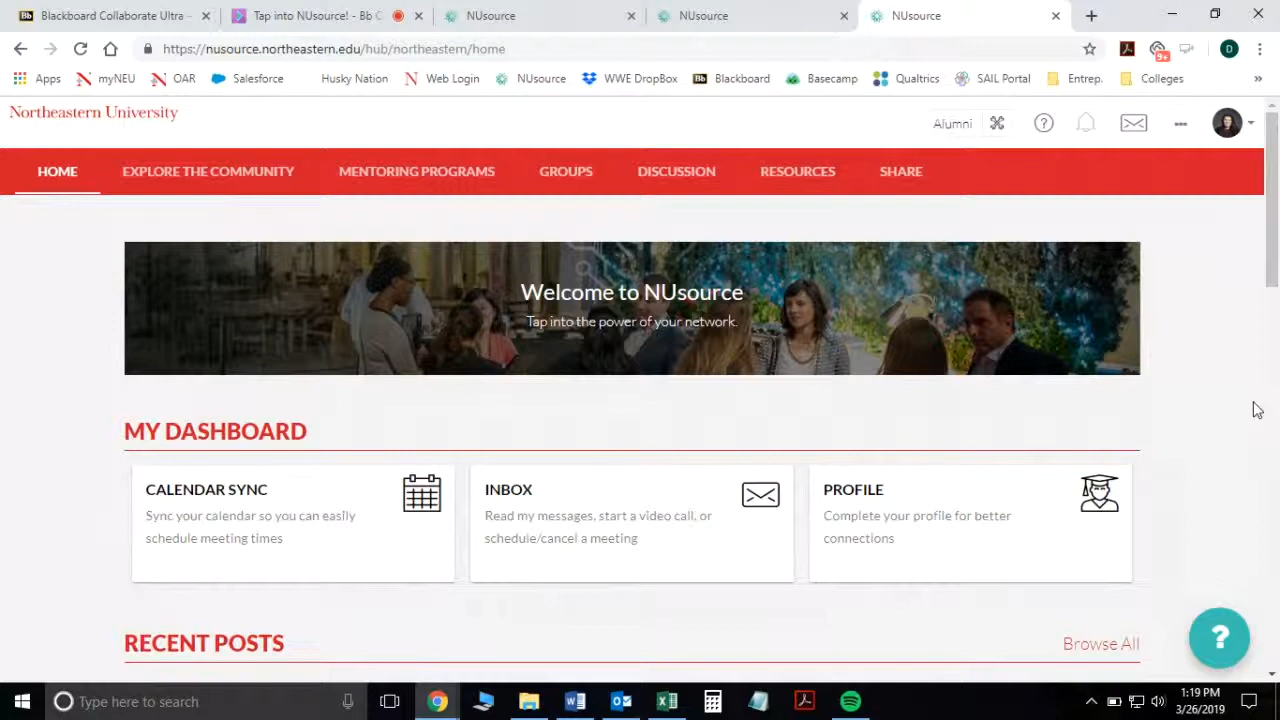 Blackboard Collaborate Ultra –
Tap into NUsource! - Bb C
NUsource
NUsource
NUsource
https://nusource.northeastern.edu/hub/northeastern/home
9+
D
Apps
myNEU
OAR
Salesforce
Husky Nation
Web Login
NUsource
WWE DropBox
Blackboard
Basecamp
Qualtrics
SAIL Portal
Entrep.
Colleges
Northeastern University
Alumni
HOME
EXPLORE THE COMMUNITY
MENTORING PROGRAMS
GROUPS
DISCUSSION
RESOURCES
SHARE
Welcome to NUsource
Tap into the power of your network.
MY DASHBOARD
CALENDAR SYNC
Sync your calendar so you can easily
schedule meeting times
INBOX
Read my messages, start a video call, or
schedule/cancel a meeting
PROFILE
Complete your profile for better
connections
RECENT POSTS
Browse All
?
Type here to search
1:19 PM
3/26/2019